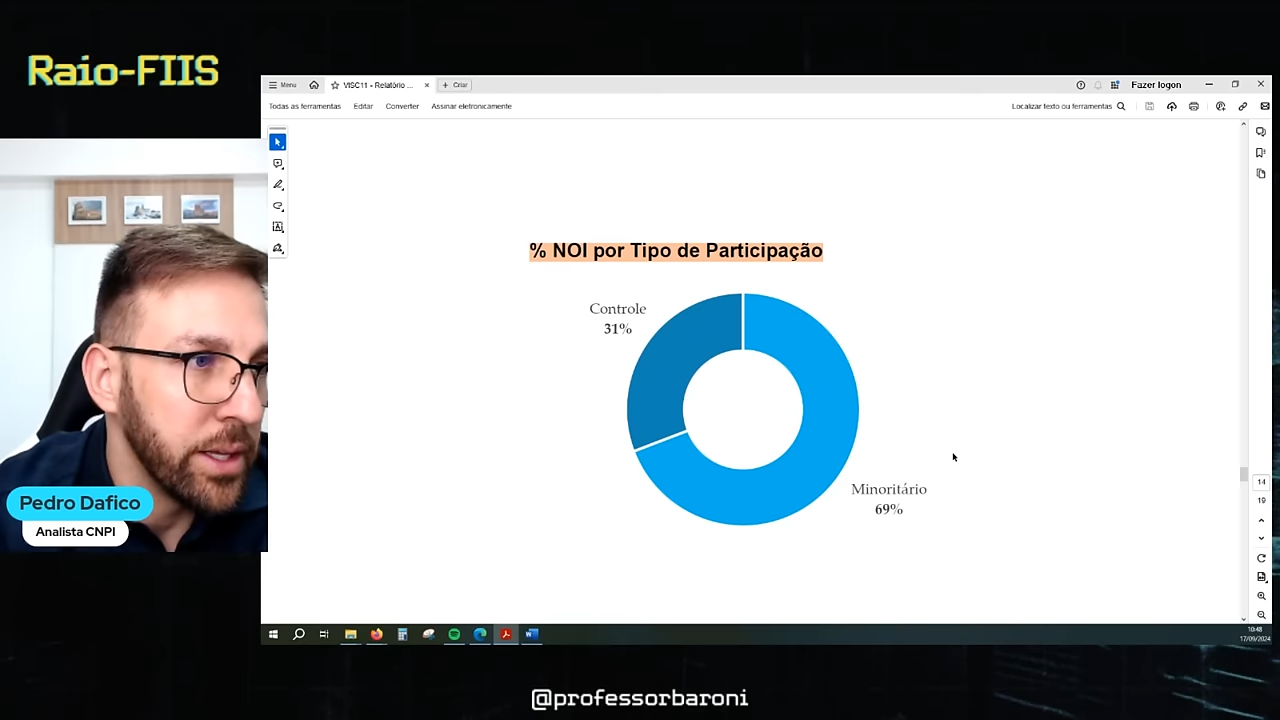 Raio-FIIS
Menu
VISC11 - Relatório ...
Criar
Fazer logon
Todas as ferramentas
Editar
Converter
Assinar eletronicamente
Localizar texto ou ferramentas
% NOI por Tipo de Participação
Controle
31%
Minoritário
69%
14
19
Pedro Dafico
Analista CNPI
10:48
17/09/2024
@professorbaroni